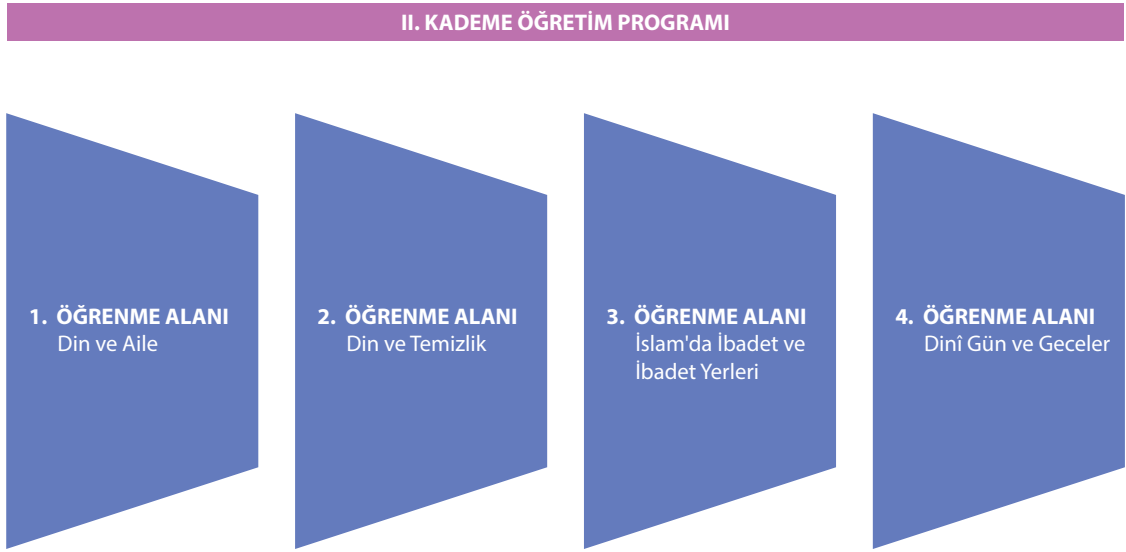 II. KADEME ÖĞRETİM PROGRAMI
1. ÖĞRENME ALANI
Din ve Aile
2. ÖĞRENME ALANI
Din ve Temizlik
3. ÖĞRENME ALANI
İslam'da İbadet ve
İbadet Yerleri
4. ÖĞRENME ALANI
Dinî Gün ve Geceler